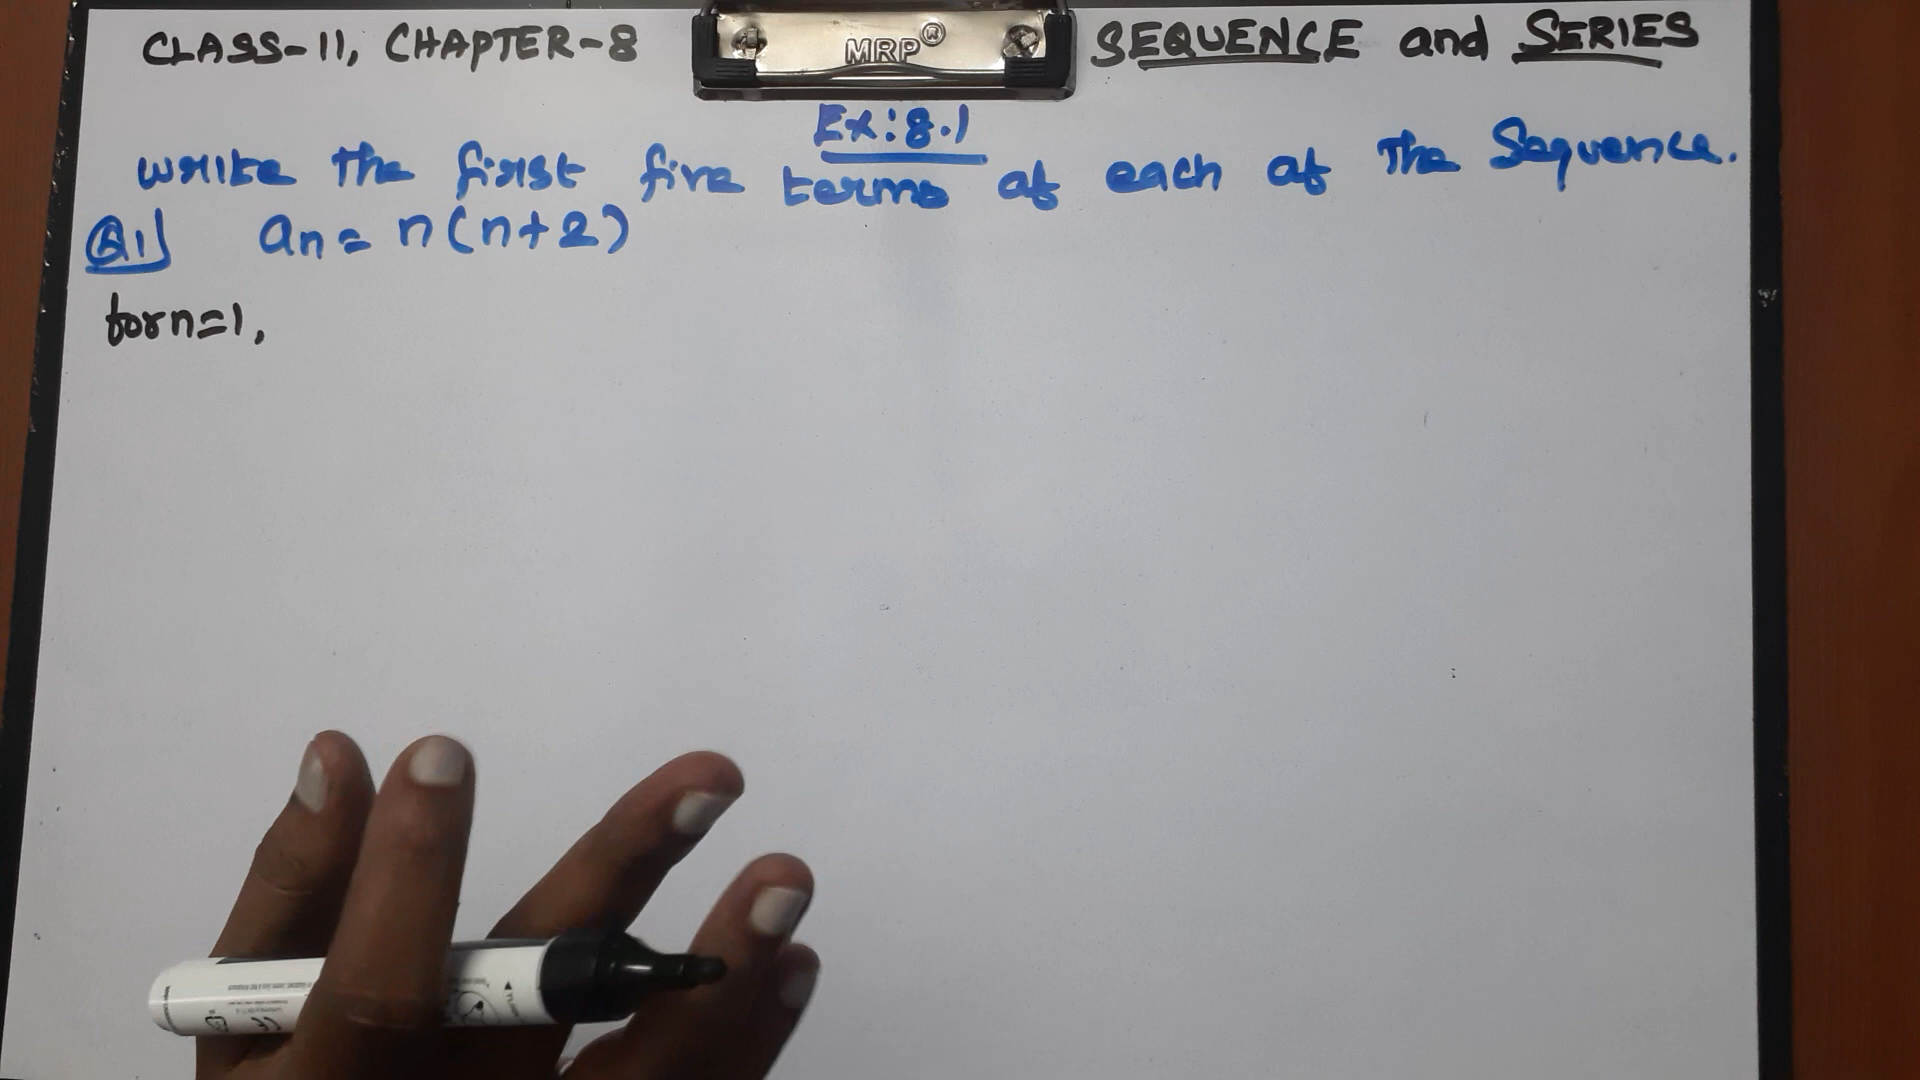 CLASS-11, CHAPTER-8 MRP® SEQUENCE and SERIES
Ex:8.1
write the first five terms of each of the Sequence.
Q1) an = n(n+2)
for n=1,